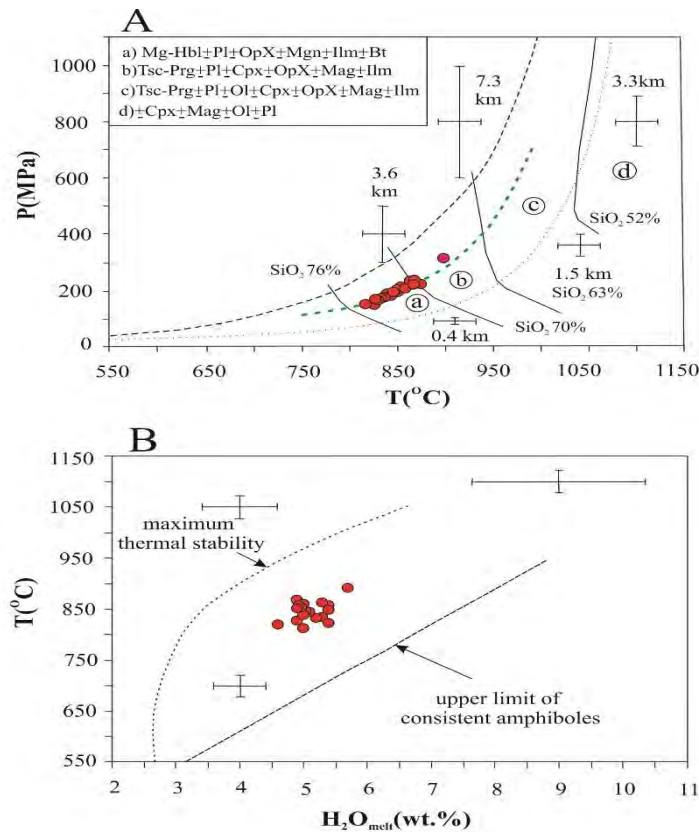 A
a) Mg-Hbl±Pl±OpX±Mgn±Ilm±Bt
b)Tsc-Prg±Pl±Cpx±OpX±Mag±Ilm
c)Tsc-Prg±Pl±Ol±Cpx±OpX±Mag±Ilm
d)±Cpx±Mag±Ol±Pl
1000
800
600
400
200
0
P(MPa)
7.3
km
3.3km
3.6
km
d
c
b
a
SiO2 52%
1.5 km
SiO2 63%
SiO2 76%
SiO2 70%
0.4 km
550 650 750 850 950 1050 1150
T(°C)
B
1150
1050
950
850
750
650
550
T(°C)
maximum
thermal stability
upper limit of
consistent amphiboles
2 3 4 5 6 7 8 9 10 11
H2Omelt(wt.%)